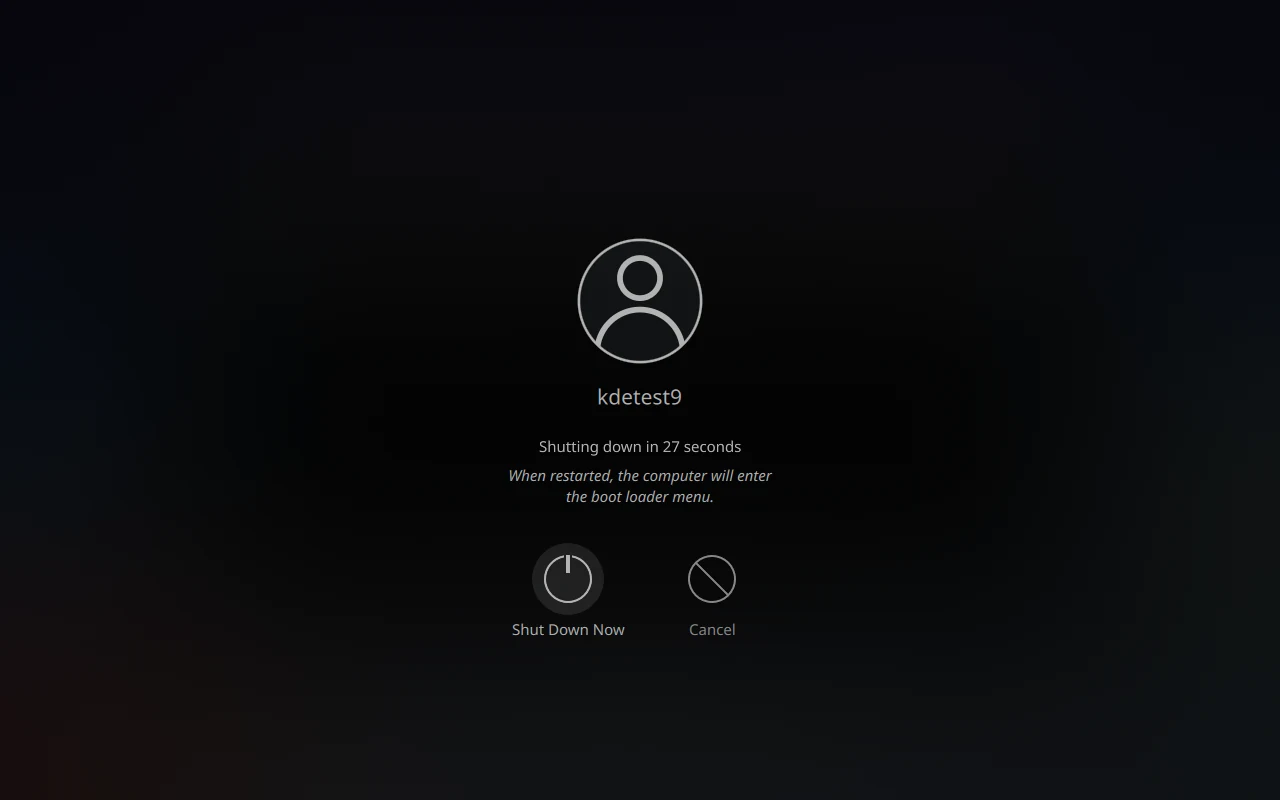 kdetest9
Shutting down in 27 seconds
When restarted, the computer will enter
the boot loader menu.
Shut Down Now
Cancel